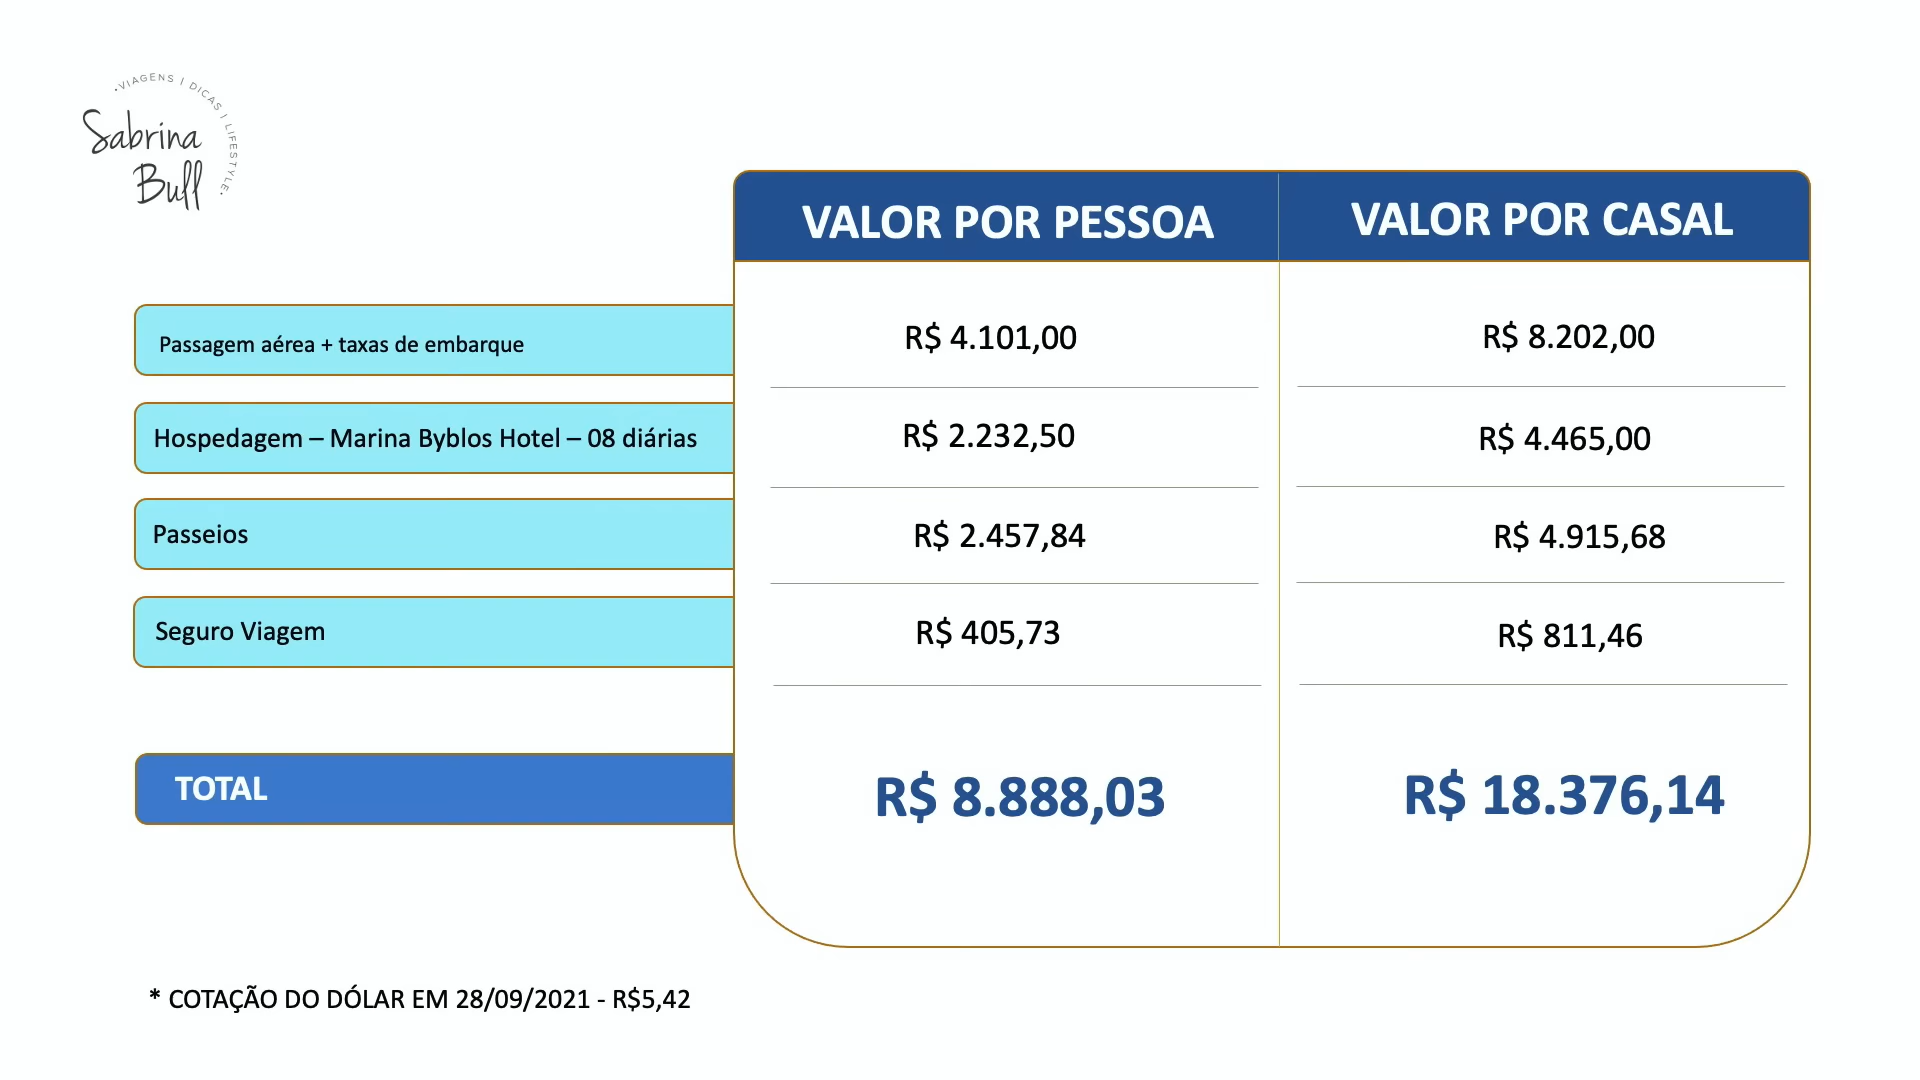 ·VIAGENS | DICAS | LIFESTYLE·
Sabrina
Bull
VALOR POR PESSOA VALOR POR CASAL
Passagem aérea + taxas de embarque R$ 4.101,00 R$ 8.202,00
Hospedagem – Marina Byblos Hotel – 08 diárias R$ 2.232,50 R$ 4.465,00
Passeios R$ 2.457,84 R$ 4.915,68
Seguro Viagem R$ 405,73 R$ 811,46
TOTAL R$ 8.888,03 R$ 18.376,14
* COTAÇÃO DO DÓLAR EM 28/09/2021 - R$5,42